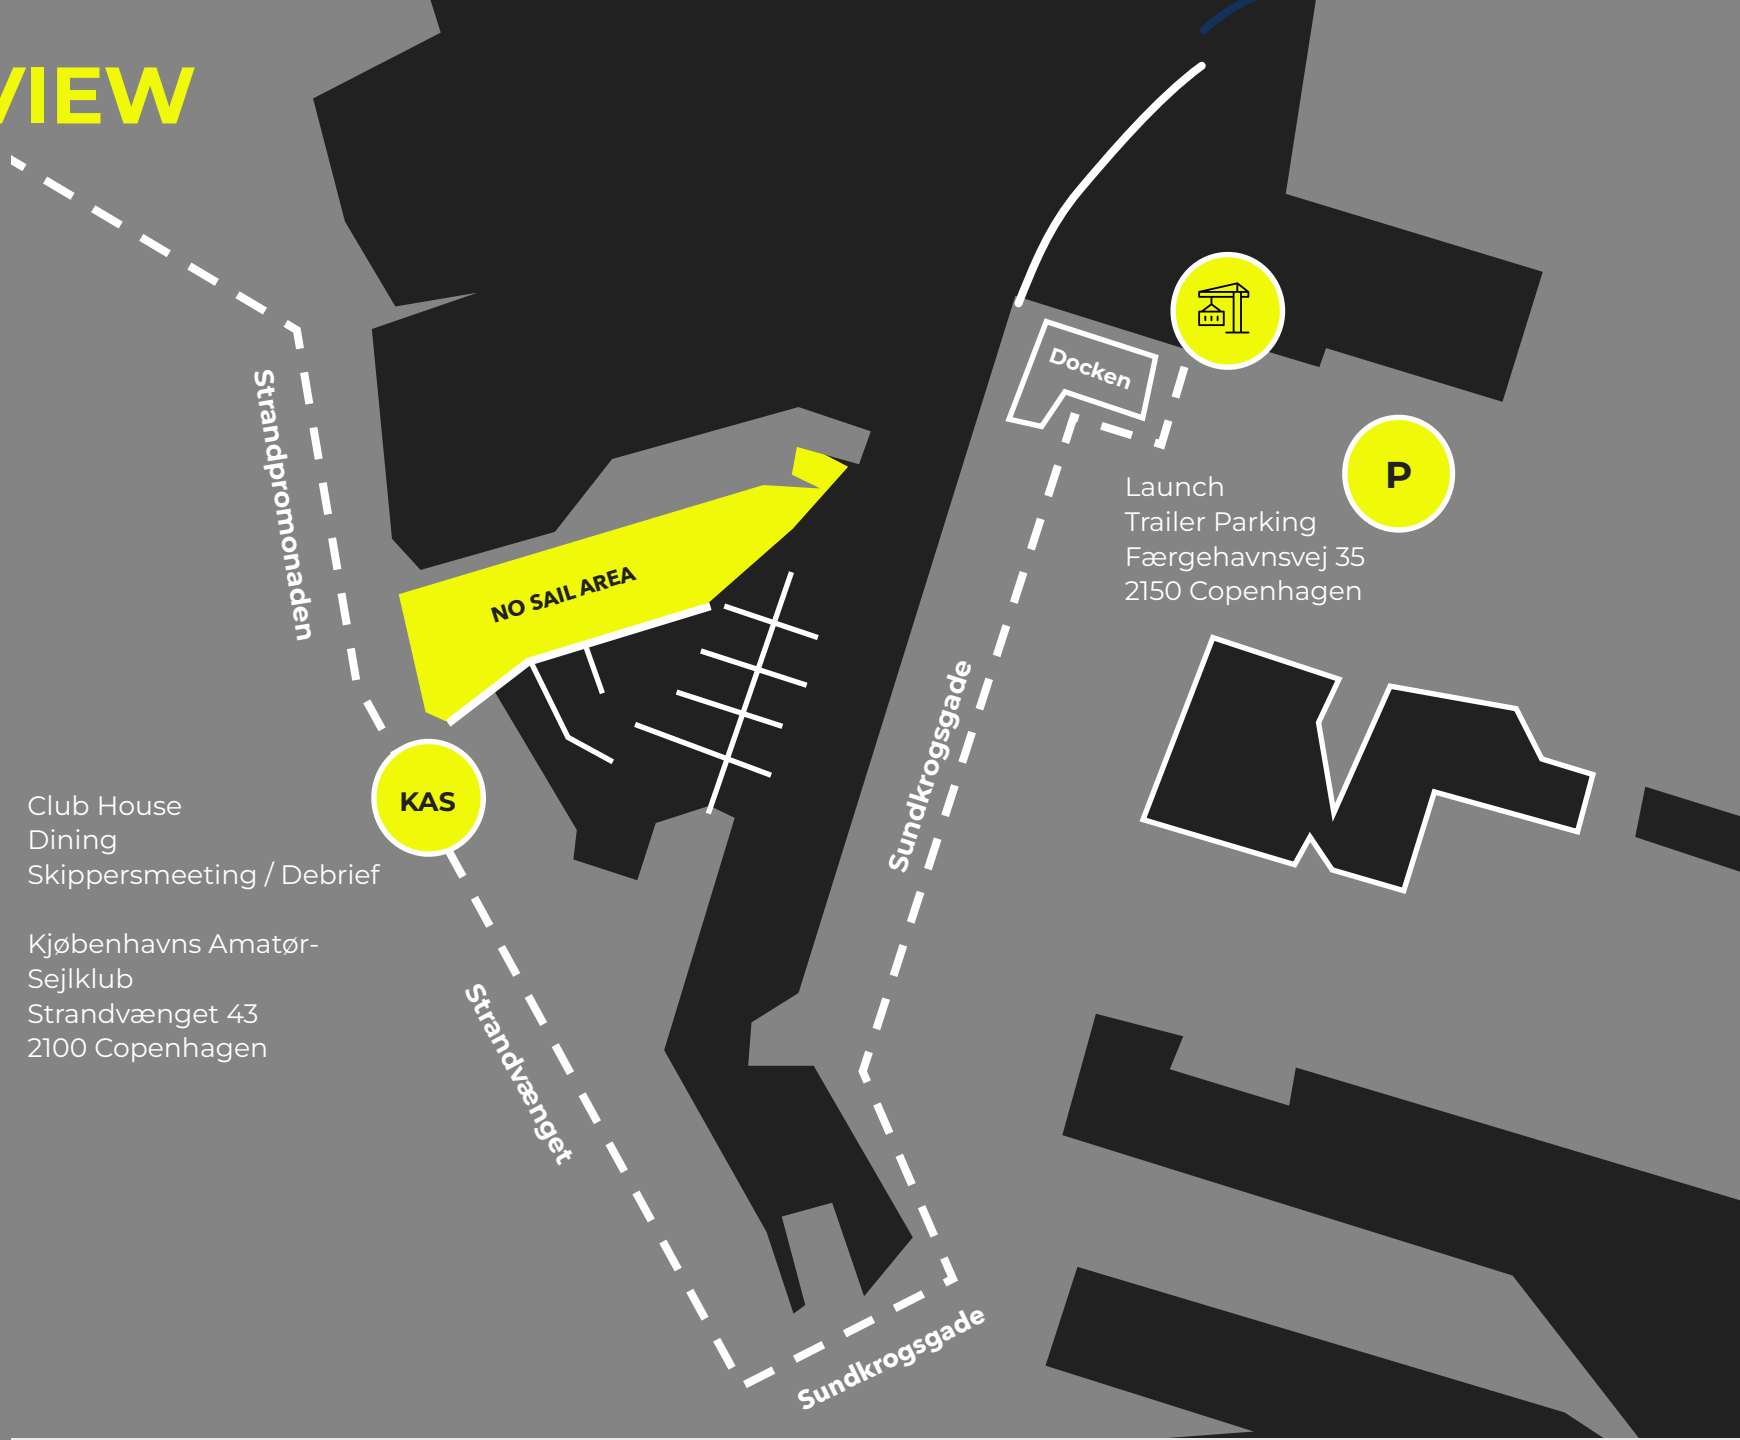 VIEW
Strandpromonaden
Docken
NO SAIL AREA
P
Launch
Trailer Parking
Færgehavnsvej 35
2150 Copenhagen
Sundkrogsgade
KAS
Club House
Dining
Skippersmeeting / Debrief
Kjøbenhavns Amatør-
Sejlklub
Strandvænget 43
2100 Copenhagen
Strandvænget
Sundkrogsgade